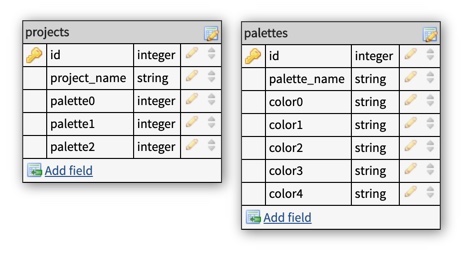 projects
id integer
project_name string
palette0 integer
palette1 integer
palette2 integer
Add field
palettes
id integer
palette_name string
color0 string
color1 string
color2 string
color3 string
color4 string
Add field